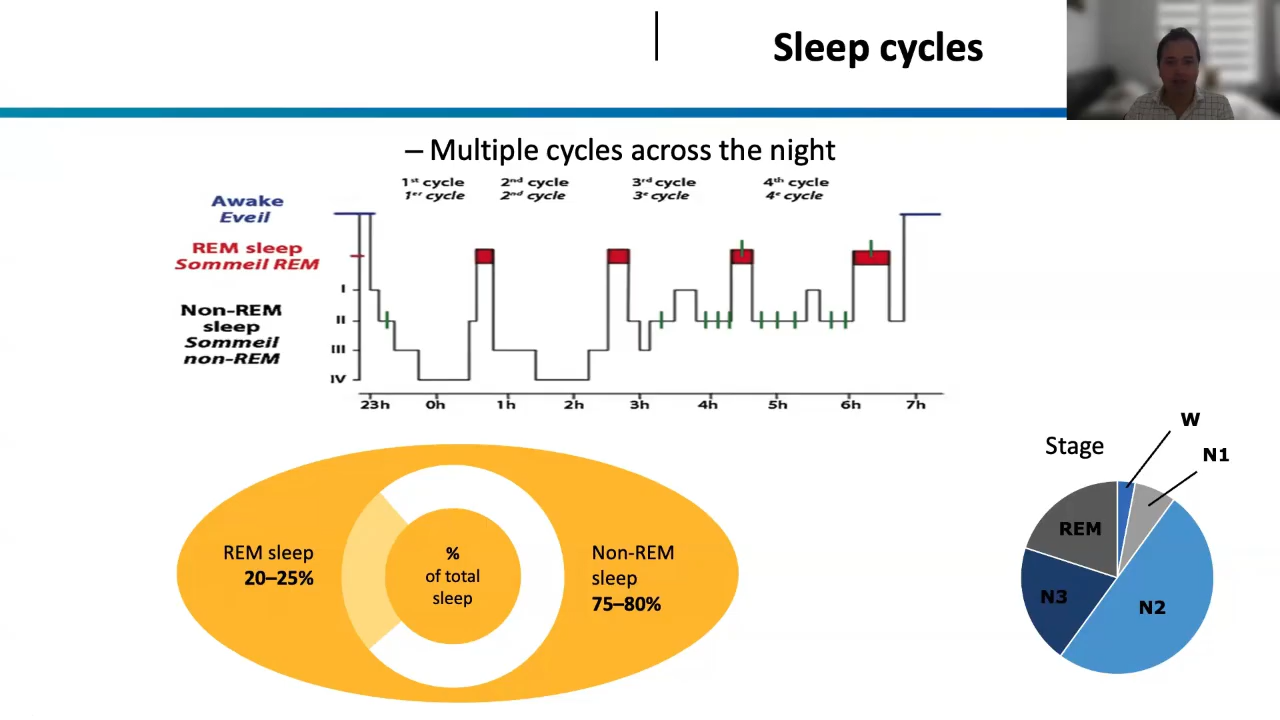 Sleep cycles
– Multiple cycles across the night
1st cycle 2nd cycle 3rd cycle 4th cycle
1er cycle 2nd cycle 3e cycle 4e cycle
Awake
Eveil
REM sleep
Sommeil REM
Non-REM
sleep
Sommeil
non-REM
I
II
III
IV
23h 0h 1h 2h 3h 4h 5h 6h 7h
REM sleep
20–25%
%
of total
sleep
Non-REM
sleep
75–80%
Stage
W
N1
REM
N3
N2